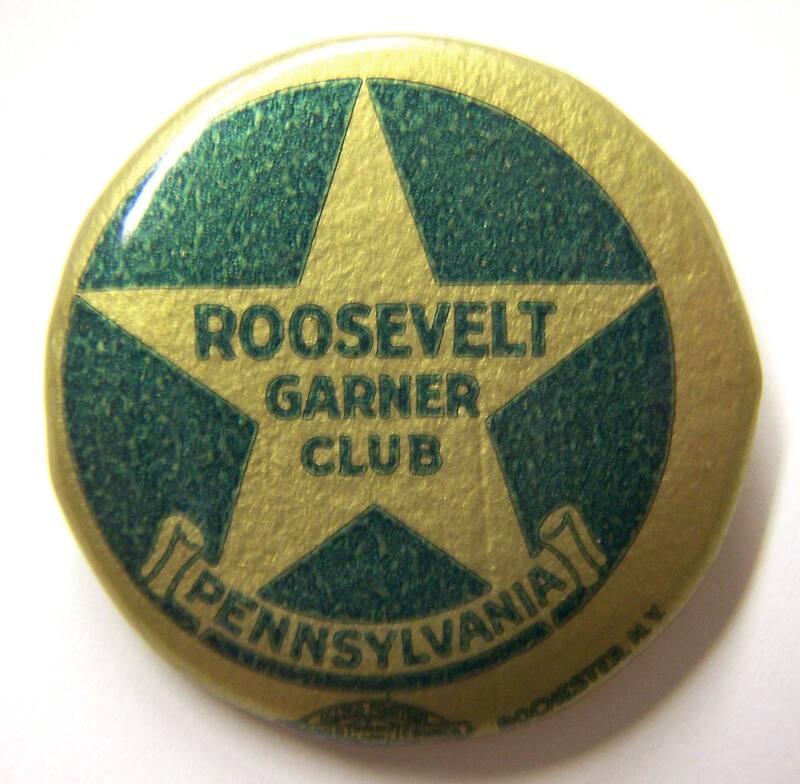 ROOSEVELT
GARNER
CLUB
PENNSYLVANIA
ROCHESTER, N.Y.